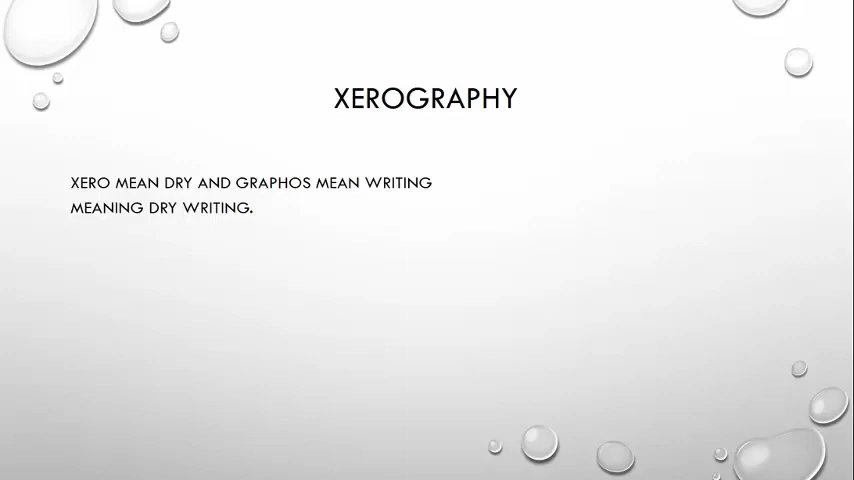 XEROGRAPHY
XERO MEAN DRY AND GRAPHOS MEAN WRITING
MEANING DRY WRITING.